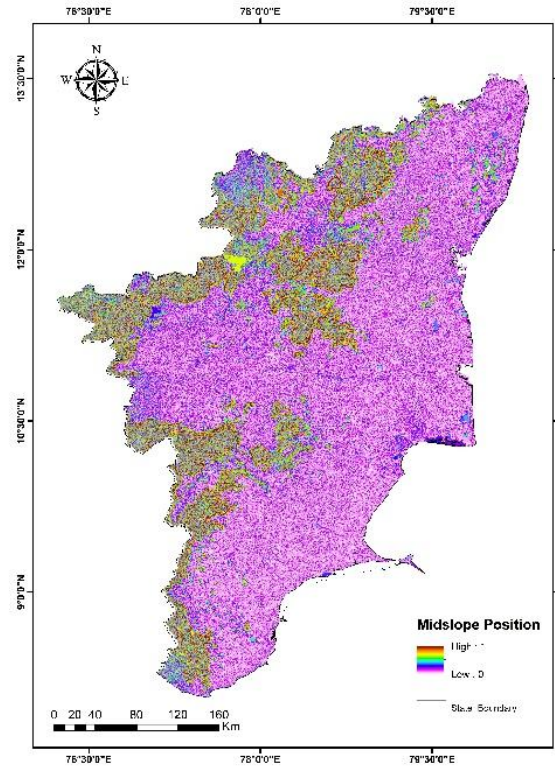 76°30'0"E 78°0'0"E 79°30'0"E
13°30'0"N
N
W E
S
12°0'0"N
10°30'0"N
9°0'0"N
Midslope Position
High : 1
Low : 0
State Boundary
0 20 40 80 120 160
Km
76°30'0"E 78°0'0"E 79°30'0"E